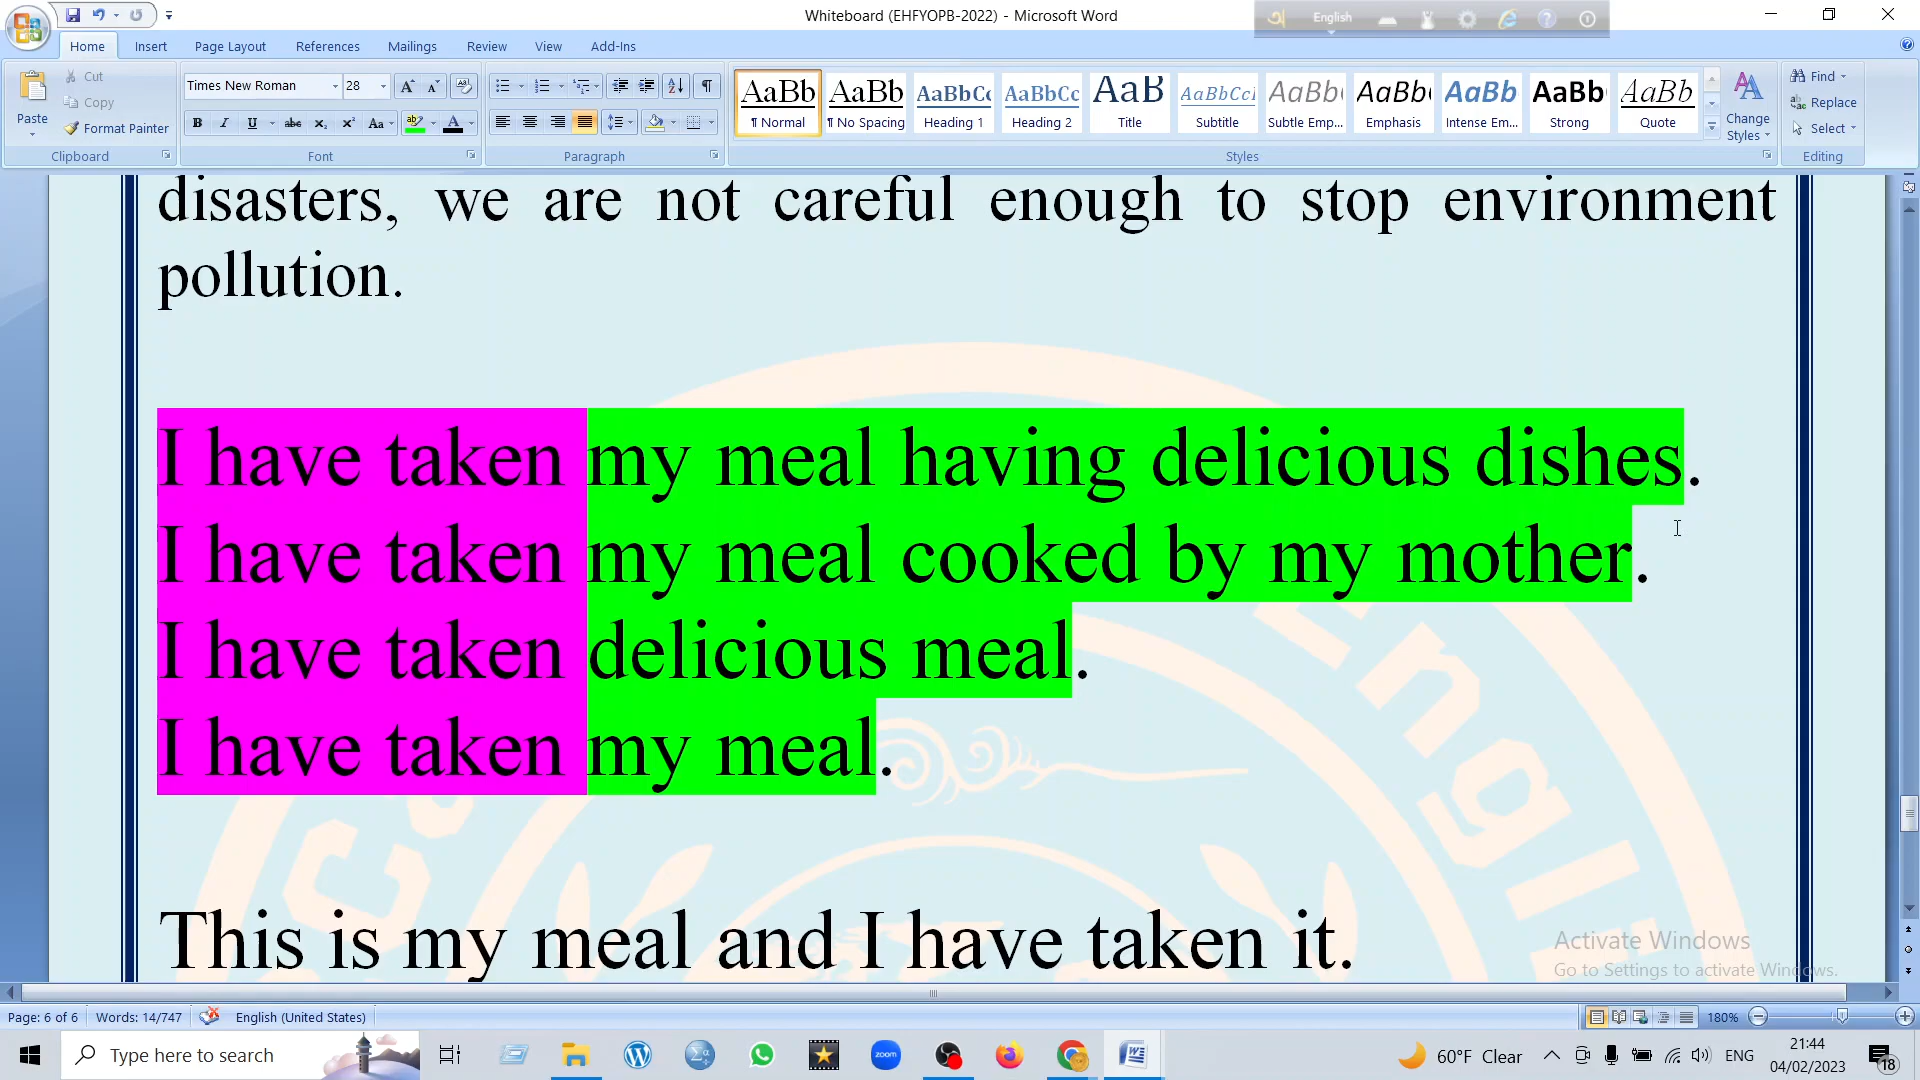 Whiteboard (EHFYOPB-2022) - Microsoft Word
English
Home Insert Page Layout References Mailings Review View Add-Ins
Paste
Cut
Copy
Format Painter
Clipboard
Times New Roman 28
Font
Paragraph
AaBb AaBb AaBbCc AaBbCc AaB AaBbCcI AaBb AaBb AaBb AaBb AaBb
¶ Normal ¶ No Spacing Heading 1 Heading 2 Title Subtitle Subtle Emp... Emphasis Intense Em... Strong Quote
Change Styles
Styles
Find
Replace
Select
Editing
disasters, we are not careful enough to stop environment
pollution.
I have taken my meal having delicious dishes.
I have taken my meal cooked by my mother.
I have taken delicious meal.
I have taken my meal.
This is my meal and I have taken it.
Activate Windows
Go to Settings to activate Windows.
Page: 6 of 6 Words: 14/747 English (United States) 180%
Type here to search
zoom
60°F Clear ENG 21:44
04/02/2023
18